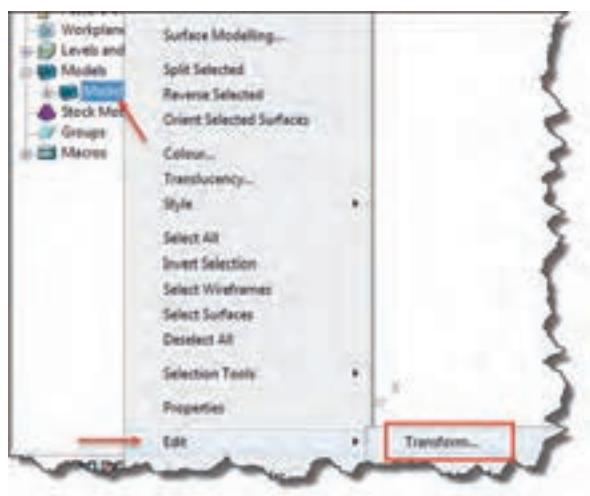 Workplane
Levels and
Models
Model
Stock Mo
Groups
Macros
Surface Modelling...
Split Selected
Reverse Selected
Orient Selected Surfaces
Colour...
Translucency...
Style
Select All
Invert Selection
Select Wireframes
Select Surfaces
Deselect All
Selection Tools
Properties
Edit
Transform...